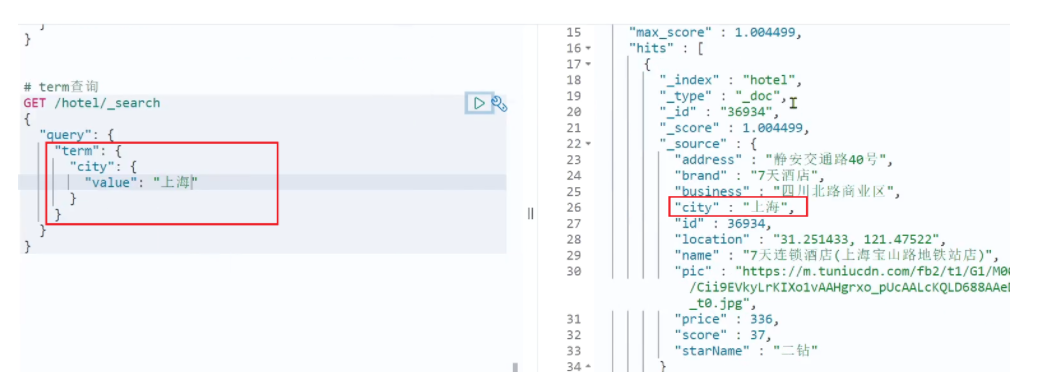 }
}
# term查询
GET /hotel/_search
{
"query": {
"term": {
"city": {
"value": "上海"
}
}
}
}
15 "max_score" : 1.004499,
16 "hits" : [
17 {
18 "_index" : "hotel",
19 "_type" : "_doc",
20 "_id" : "36934",
21 "_score" : 1.004499,
22 "_source" : {
23 "address" : "静安交通路40号",
24 "brand" : "7天酒店",
25 "business" : "四川北路商业区",
26 "city" : "上海",
27 "id" : 36934,
28 "location" : "31.251433, 121.47522",
29 "name" : "7天连锁酒店(上海宝山路地铁站店)",
30 "pic" : "https://m.tuniucdn.com/fb2/t1/G1/M00
/Cii9EVkyLrKIXo1vAAHgrxo_pUcAALcKQLD688AAeD
_t0.jpg",
31 "price" : 336,
32 "score" : 37,
33 "starName" : "二钻"
34 }